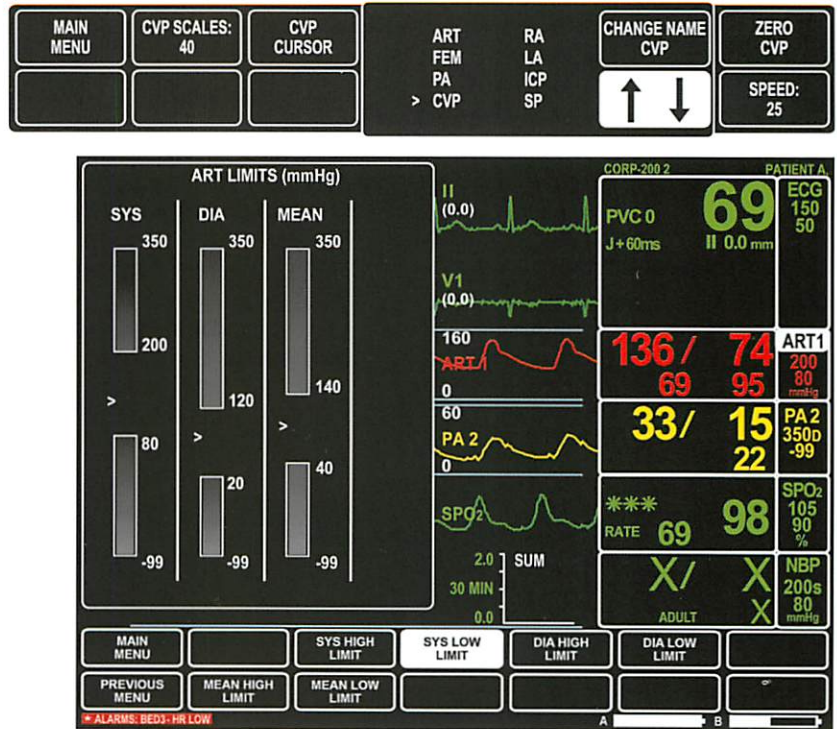 MAIN MENU
CVP SCALES: 40
CVP CURSOR
ART RA
FEM LA
PA ICP
> CVP SP
CHANGE NAME CVP
ZERO CVP
↑ ↓
SPEED: 25
ART LIMITS (mmHg)
SYS DIA MEAN
350 350 350
200
140
120
> > >
80
40
20
-99 -99 -99
II
(0.0)
V1
(0.0)
160
ART 1
0
60
PA 2
0
SPO2
2.0
30 MIN
0.0
SUM
CORP-200 2 PATIENT A.
PVC 0
69
J + 60ms
II 0.0 mm
ECG
150
50
136/ 74
69 95
ART1
200
80
mmHg
33/ 15
22
PA 2
350D
-99
***
RATE 69
98
SPO2
105
90
%
X/ X
ADULT X
NBP
200s
80
mmHg
MAIN MENU
SYS HIGH LIMIT
SYS LOW LIMIT
DIA HIGH LIMIT
DIA LOW LIMIT
PREVIOUS MENU
MEAN HIGH LIMIT
MEAN LOW LIMIT
* ALARMS: BED3 - HR LOW
A B